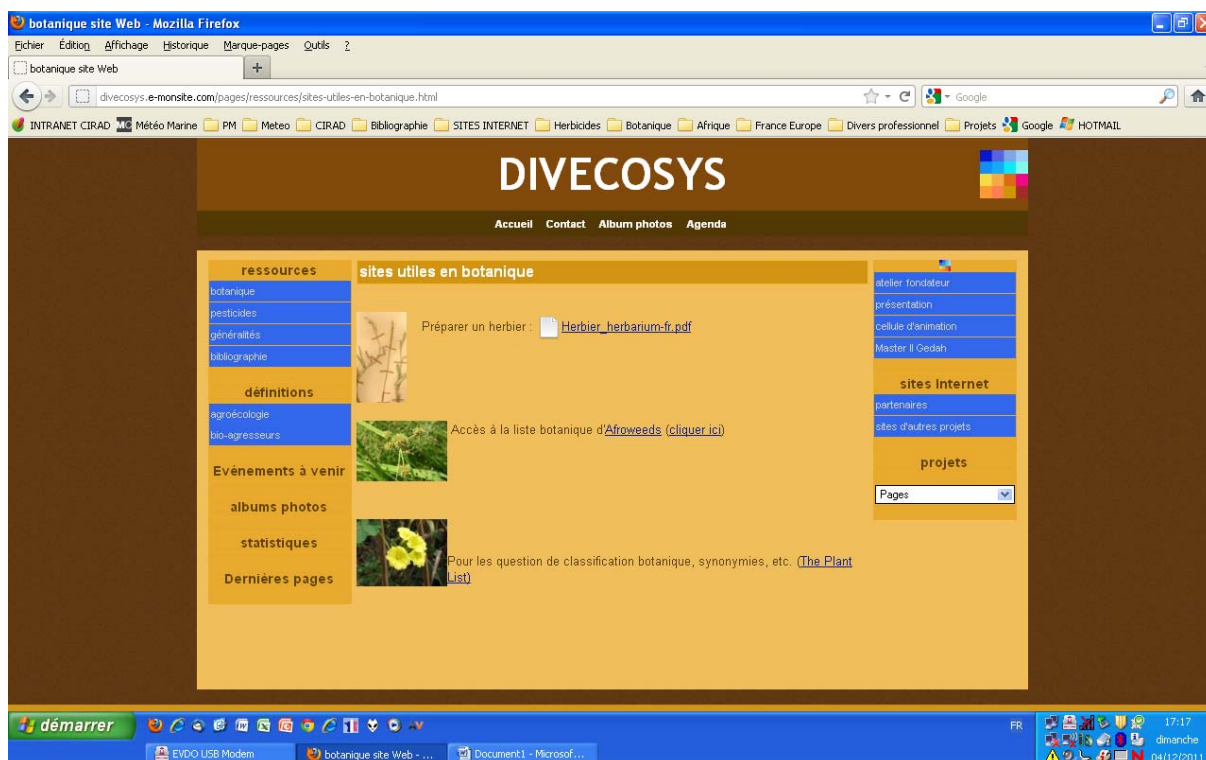 botanique site Web - Mozilla Firefox
Fichier Édition Affichage Historique Marque-pages Outils ?
botanique site Web
divecosys.e-monsite.com/pages/ressources/sites-utiles-en-botanique.html
Google
INTRANET CIRAD MC Météo Marine PM Meteo CIRAD Bibliographie SITES INTERNET Herbicides Botanique Afrique France Europe Divers professionnel Projets Google HOTMAIL
DIVECOSYS
Accueil Contact Album photos Agenda
ressources
botanique
pesticides
généralités
bibliographie
définitions
agroécologie
bio-agresseurs
Evénements à venir
albums photos
statistiques
Dernières pages
sites utiles en botanique
Préparer un herbier : Herbier_herbarium-fr.pdf
Accès à la liste botanique d'Afroweeds (cliquer ici)
Pour les question de classification botanique, synonymies, etc. (The Plant
List)
atelier fondateur
présentation
cellule d'animation
Master II Gedah
sites Internet
partenaires
sites d'autres projets
projets
Pages
démarrer
FR
17:17
EVDO USB Modem
botanique site Web - ...
Document1 - Microsof...
dimanche
04/12/2011